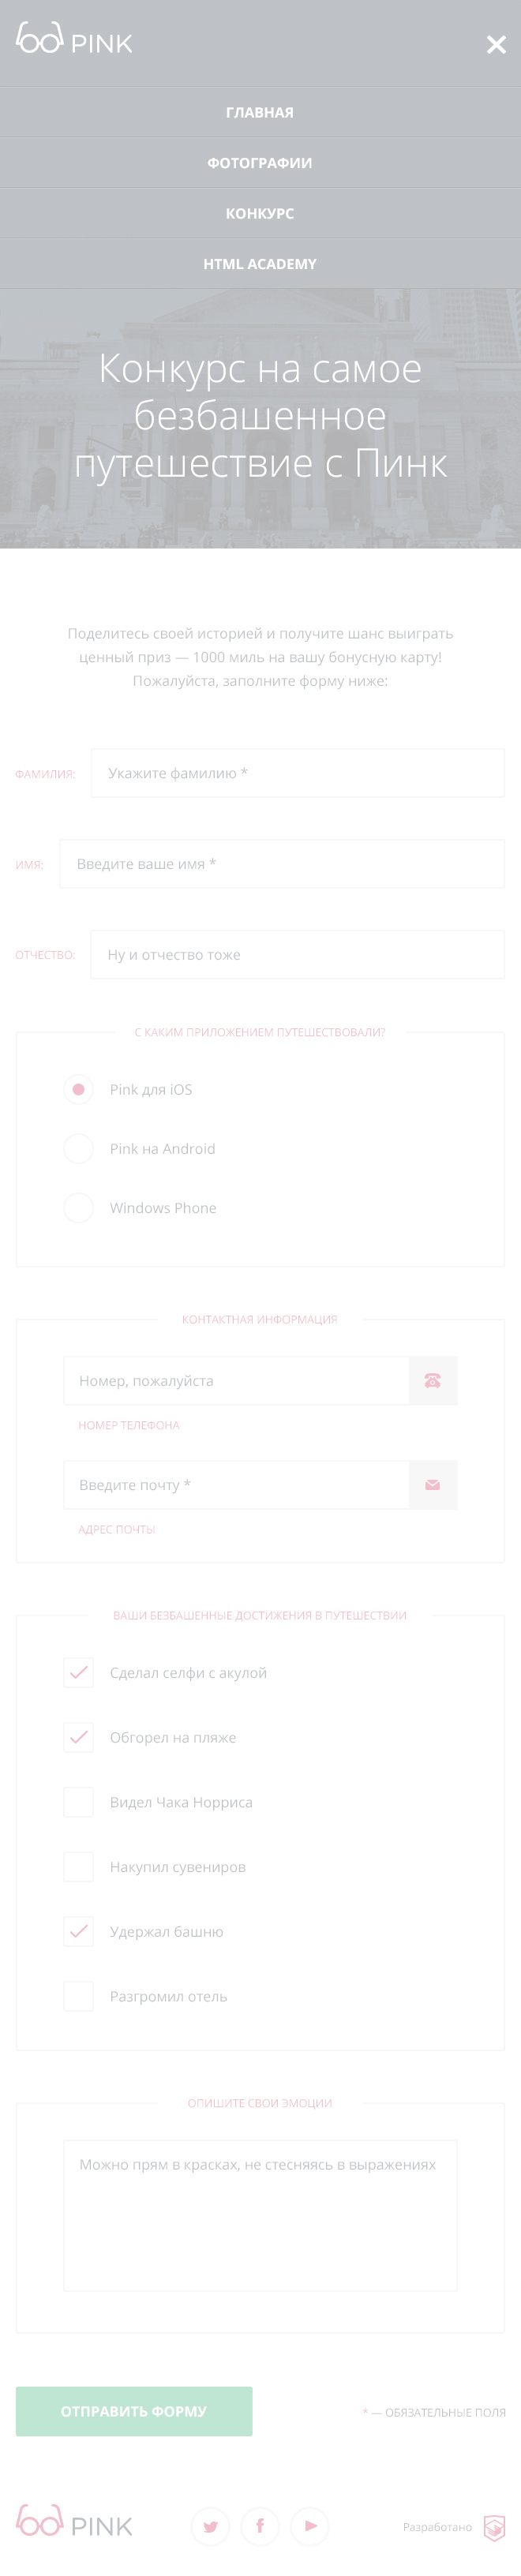 PINK
ГЛАВНАЯ
ФОТОГРАФИИ
КОНКУРС
HTML ACADEMY
Конкурс на самое
безбашенное
путешествие с Пинк
Поделитесь своей историей и получите шанс выиграть
ценный приз — 1000 миль на вашу бонусную карту!
Пожалуйста, заполните форму ниже:
ФАМИЛИЯ: Укажите фамилию *
ИМЯ: Введите ваше имя *
ОТЧЕСТВО: Ну и отчество тоже
С КАКИМ ПРИЛОЖЕНИЕМ ПУТЕШЕСТВОВАЛИ?
Pink для iOS
Pink на Android
Windows Phone
КОНТАКТНАЯ ИНФОРМАЦИЯ
Номер, пожалуйста
НОМЕР ТЕЛЕФОНА
Введите почту *
АДРЕС ПОЧТЫ
ВАШИ БЕЗБАШЕННЫЕ ДОСТИЖЕНИЯ В ПУТЕШЕСТВИИ
Сделал селфи с акулой
Обгорел на пляже
Видел Чака Норриса
Накупил сувениров
Удержал башню
Разгромил отель
ОПИШИТЕ СВОИ ЭМОЦИИ
Можно прям в красках, не стесняясь в выражениях
ОТПРАВИТЬ ФОРМУ
* — ОБЯЗАТЕЛЬНЫЕ ПОЛЯ
PINK
Разработано